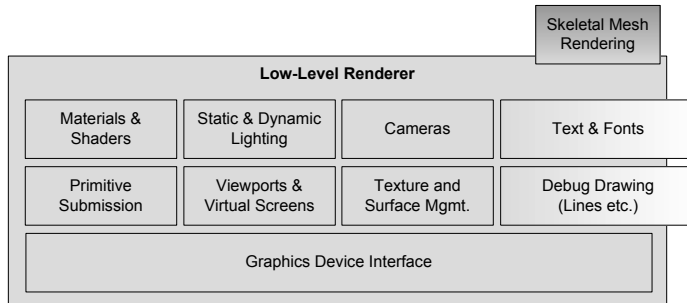 Skeletal Mesh
Rendering
Low-Level Renderer
Materials &
Shaders
Static & Dynamic
Lighting
Cameras
Text & Fonts
Primitive
Submission
Viewports &
Virtual Screens
Texture and
Surface Mgmt.
Debug Drawing
(Lines etc.)
Graphics Device Interface